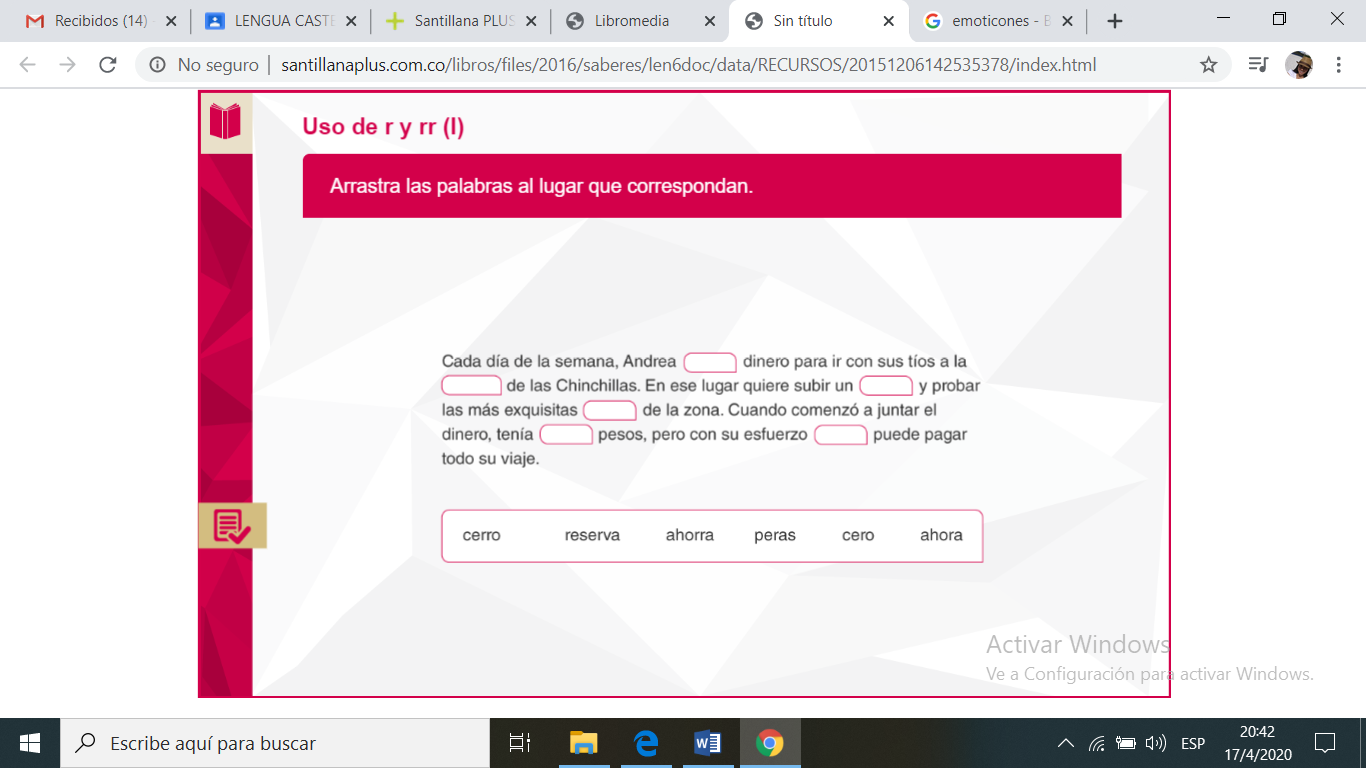 Recibidos (14)
LENGUA CASTE
Santillana PLUS
Libromedia
Sin título
emoticones - B
No seguro | santillanaplus.com.co/libros/files/2016/saberes/len6doc/data/RECURSOS/20151206142535378/index.html
Uso de r y rr (I)
Arrastra las palabras al lugar que correspondan.
Cada día de la semana, Andrea dinero para ir con sus tíos a la
de las Chinchillas. En ese lugar quiere subir un y probar
las más exquisitas de la zona. Cuando comenzó a juntar el
dinero, tenía pesos, pero con su esfuerzo puede pagar
todo su viaje.
cerro reserva ahorra peras cero ahora
Activar Windows
Ve a Configuración para activar Windows.
Escribe aquí para buscar
ESP
20:42
17/4/2020